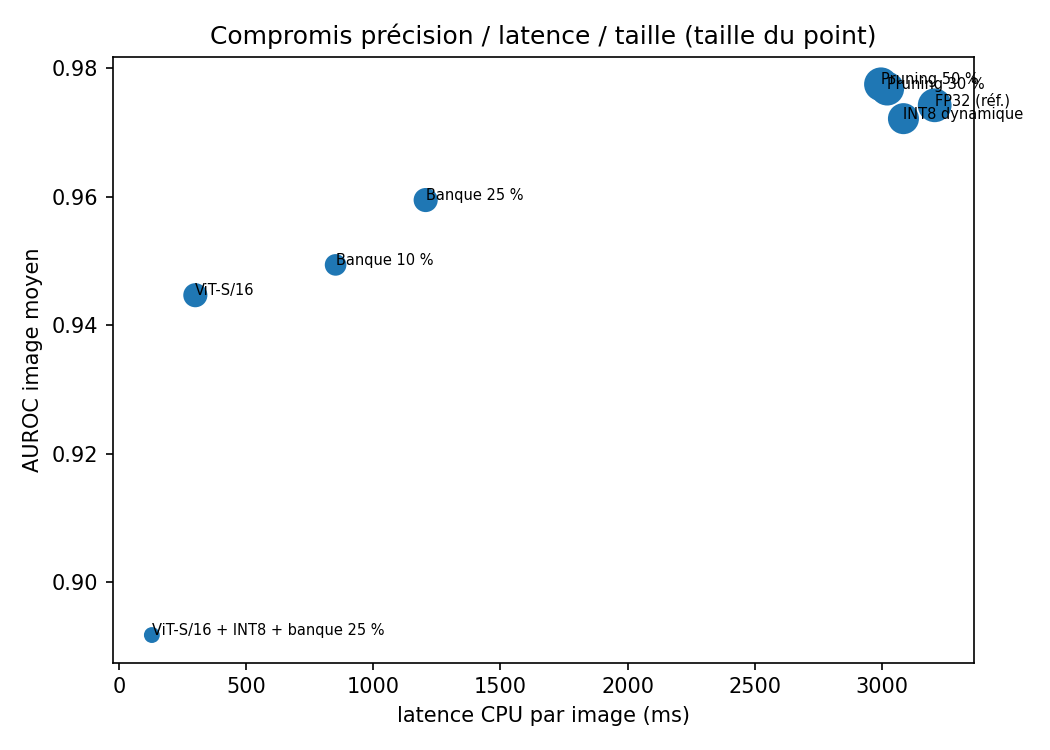 Compromis précision / latence / taille (taille du point)
0.98
0.96
0.94
0.92
0.90
AUROC image moyen
Pruning 50 %
Pruning 30 %
FP32 (réf.)
INT8 dynamique
Banque 25 %
Banque 10 %
ViT-S/16
ViT-S/16 + INT8 + banque 25 %
0 500 1000 1500 2000 2500 3000
latence CPU par image (ms)